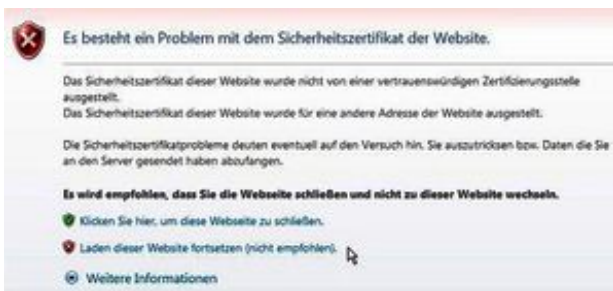 Es besteht ein Problem mit dem Sicherheitszertifikat der Website.
Das Sicherheitszertifikat dieser Website wurde nicht von einer vertrauenswürdigen Zertifizierungsstelle
ausgestellt.
Das Sicherheitszertifikat dieser Website wurde für eine andere Adresse der Website ausgestellt.
Die Sicherheitszertifikatprobleme deuten eventuell auf den Versuch hin, Sie auszutricksen bzw. Daten die Sie
an den Server gesendet haben abzufangen.
Es wird empfohlen, dass Sie die Webseite schließen und nicht zu dieser Website wechseln.
Klicken Sie hier, um diese Webseite zu schließen.
Laden dieser Website fortsetzen (nicht empfohlen).
Weitere Informationen